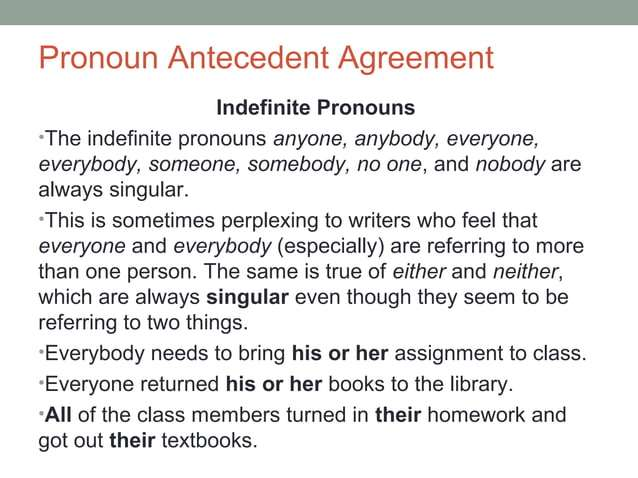 Pronoun Antecedent Agreement
Indefinite Pronouns
•The indefinite pronouns anyone, anybody, everyone,
everybody, someone, somebody, no one, and nobody are
always singular.
•This is sometimes perplexing to writers who feel that
everyone and everybody (especially) are referring to more
than one person. The same is true of either and neither,
which are always singular even though they seem to be
referring to two things.
•Everybody needs to bring his or her assignment to class.
•Everyone returned his or her books to the library.
•All of the class members turned in their homework and
got out their textbooks.